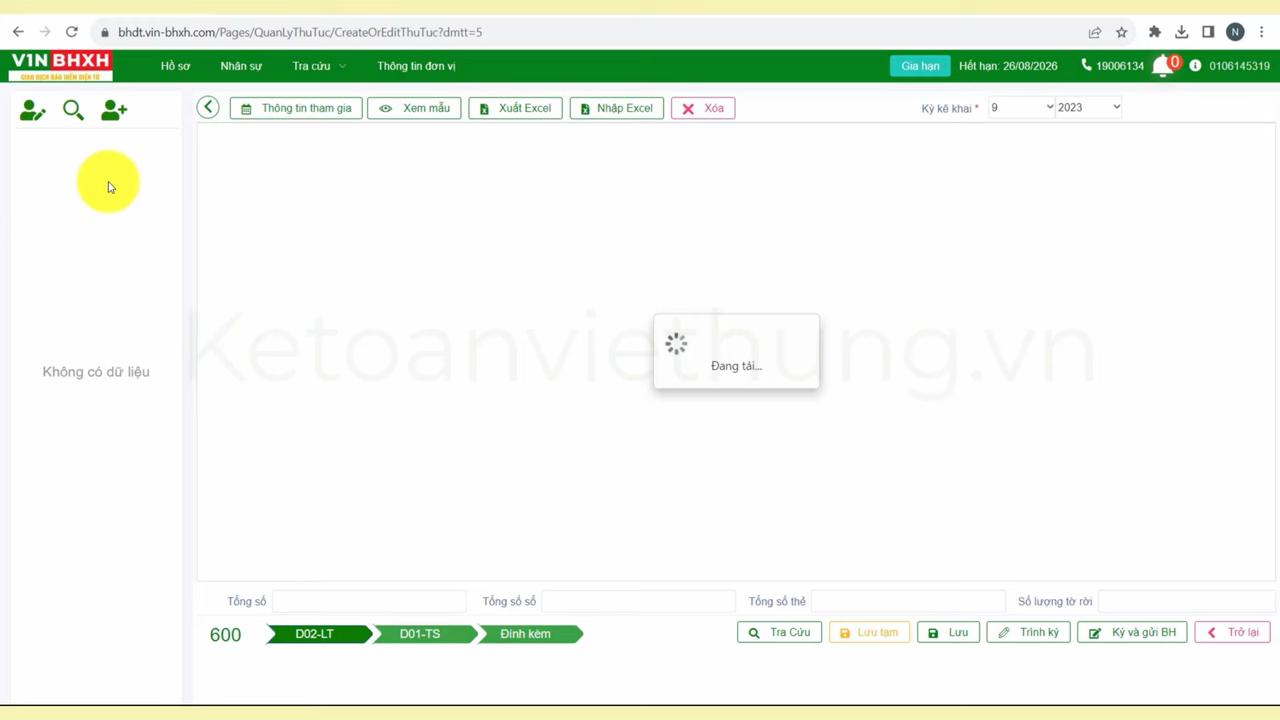 bhdt.vin-bhxh.com/Pages/QuanLyThuTuc/CreateOrEditThuTuc?dmtt=5
N
V1N BHXH
GIAO DỊCH BẢO HIỂM ĐIỆN TỬ
Hồ sơ
Nhân sự
Tra cứu
Thông tin đơn vị
Gia hạn
Hết hạn: 26/08/2026
19006134
0
0106145319
Thông tin tham gia
Xem mẫu
Xuất Excel
Nhập Excel
Xóa
Kỳ kê khai *
9
2023
Không có dữ liệu
Ketoanviethung.vn
Đang tải...
Tổng số
Tổng số sổ
Tổng số thẻ
Số lượng tờ rời
600
D02-LT
D01-TS
Đính kèm
Tra Cứu
Lưu tạm
Lưu
Trình ký
Ký và gửi BH
Trở lại